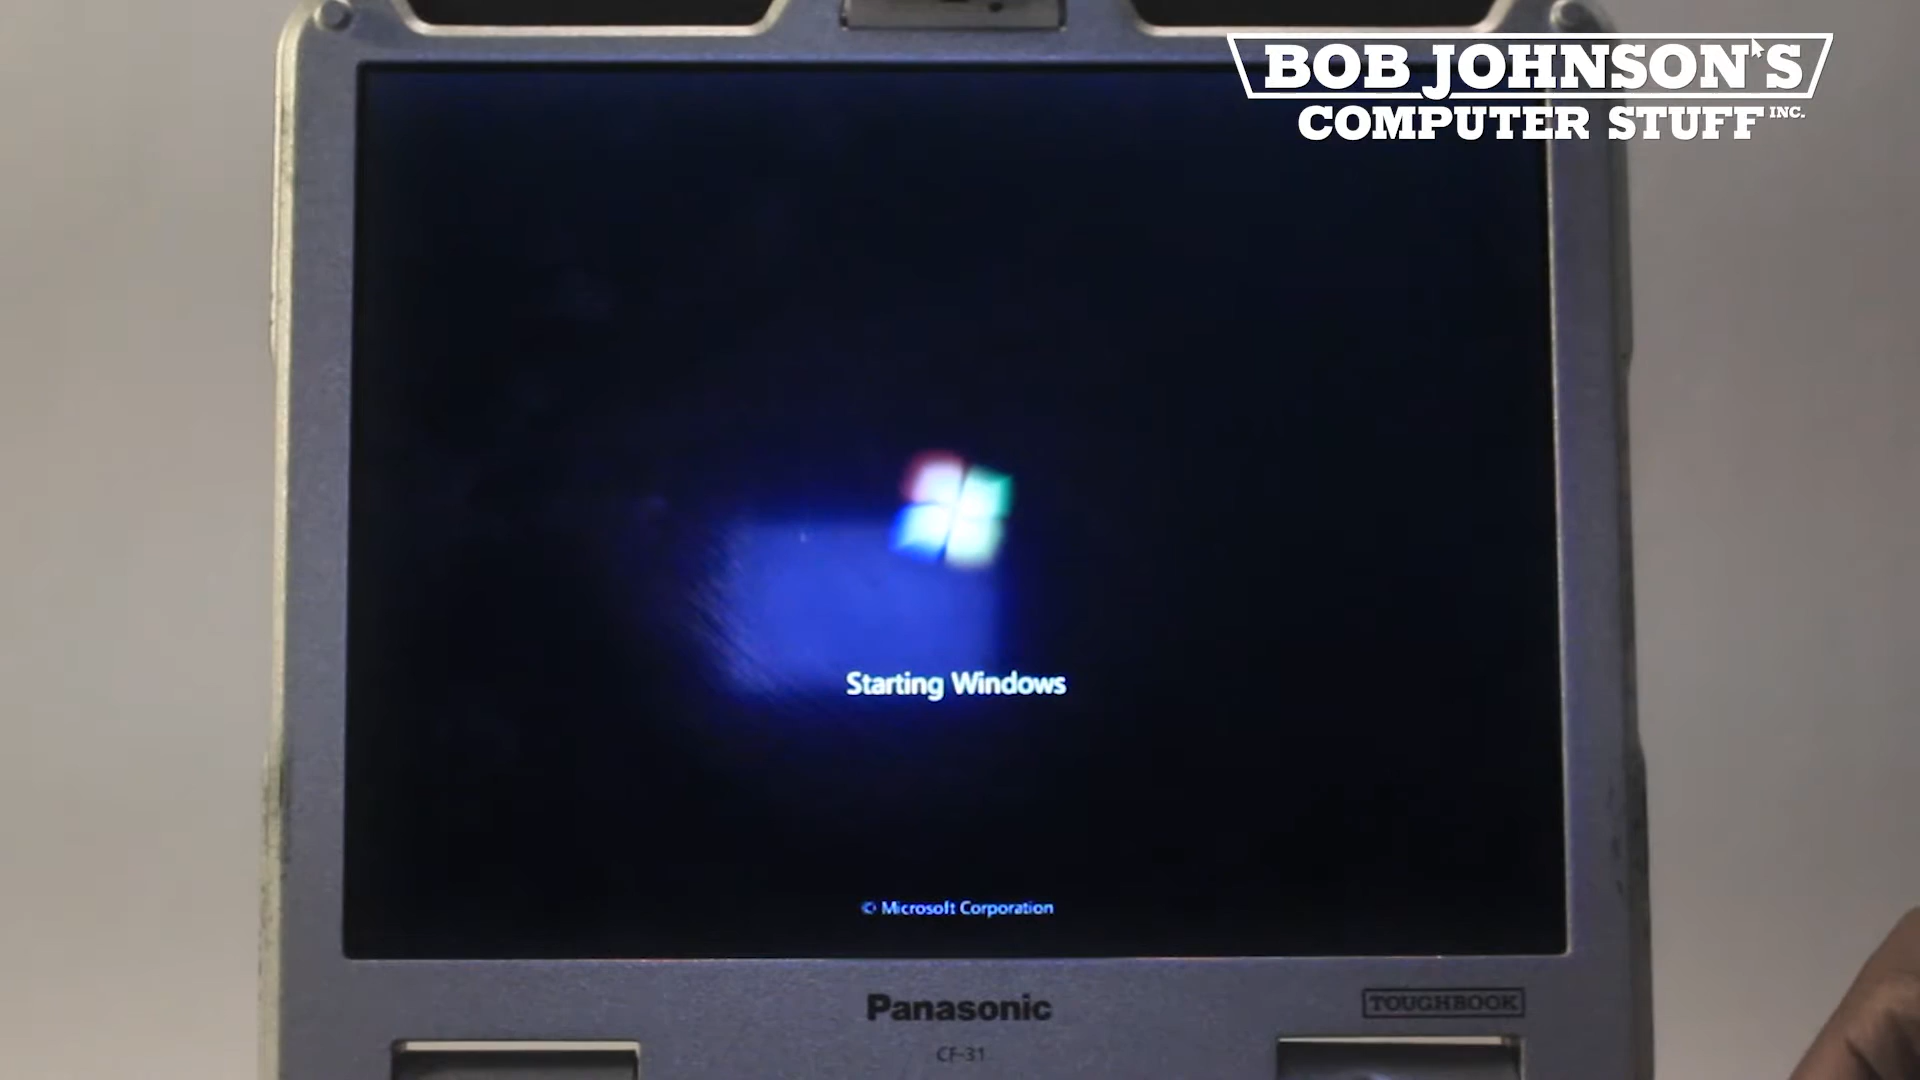 BOB JOHNSON'S
COMPUTER STUFF INC.
Starting Windows
© Microsoft Corporation
Panasonic
TOUGHBOOK
CF-31